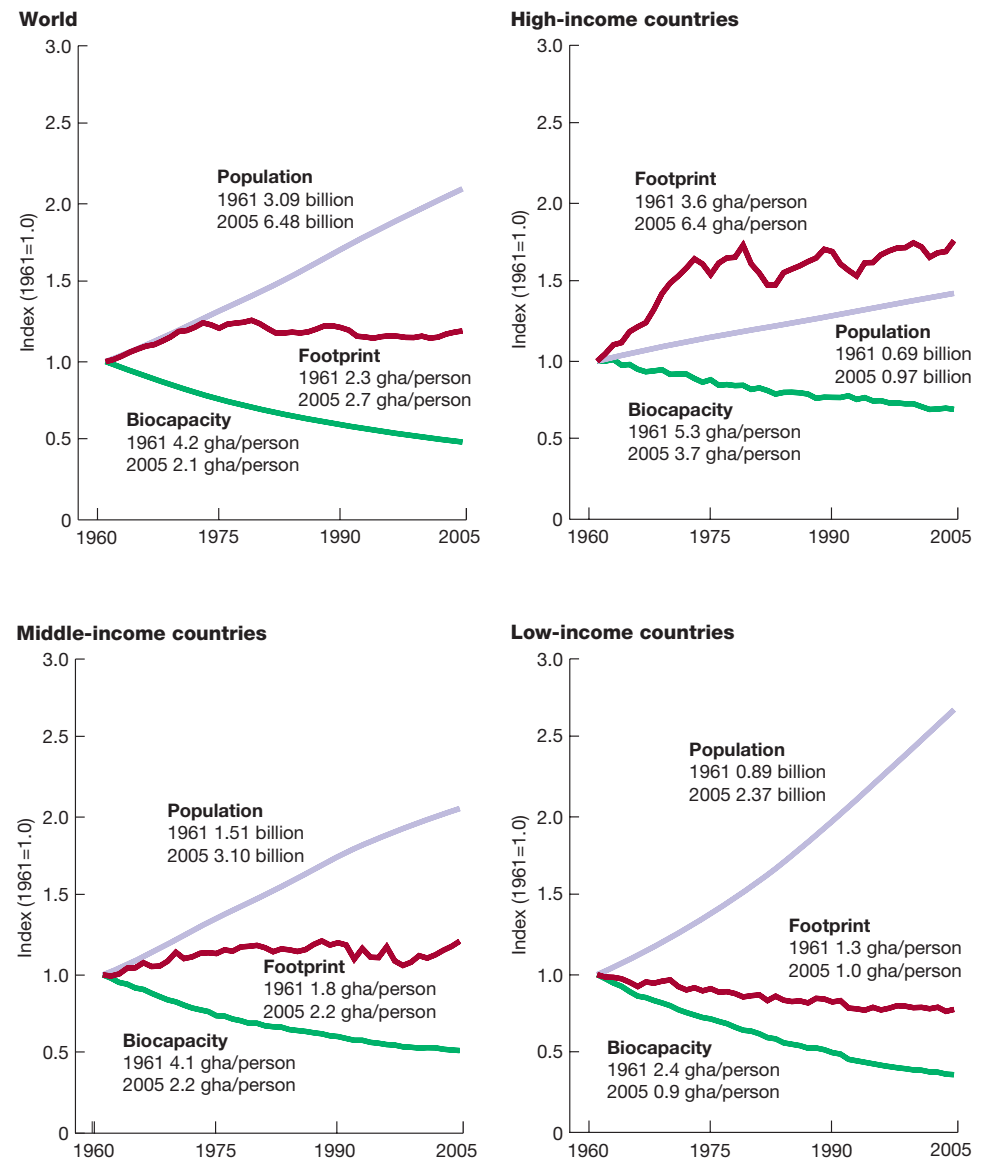 World
3.0
2.5
2.0
1.5
1.0
0.5
0
Index (1961=1.0)
Population
1961 3.09 billion
2005 6.48 billion
Footprint
1961 2.3 gha/person
2005 2.7 gha/person
Biocapacity
1961 4.2 gha/person
2005 2.1 gha/person
1960 1975 1990 2005
High-income countries
3.0
2.5
2.0
1.5
1.0
0.5
0
Index (1961=1.0)
Footprint
1961 3.6 gha/person
2005 6.4 gha/person
Population
1961 0.69 billion
2005 0.97 billion
Biocapacity
1961 5.3 gha/person
2005 3.7 gha/person
1960 1975 1990 2005
Middle-income countries
3.0
2.5
2.0
1.5
1.0
0.5
0
Index (1961=1.0)
Population
1961 1.51 billion
2005 3.10 billion
Footprint
1961 1.8 gha/person
2005 2.2 gha/person
Biocapacity
1961 4.1 gha/person
2005 2.2 gha/person
1960 1975 1990 2005
Low-income countries
3.0
2.5
2.0
1.5
1.0
0.5
0
Index (1961=1.0)
Population
1961 0.89 billion
2005 2.37 billion
Footprint
1961 1.3 gha/person
2005 1.0 gha/person
Biocapacity
1961 2.4 gha/person
2005 0.9 gha/person
1960 1975 1990 2005